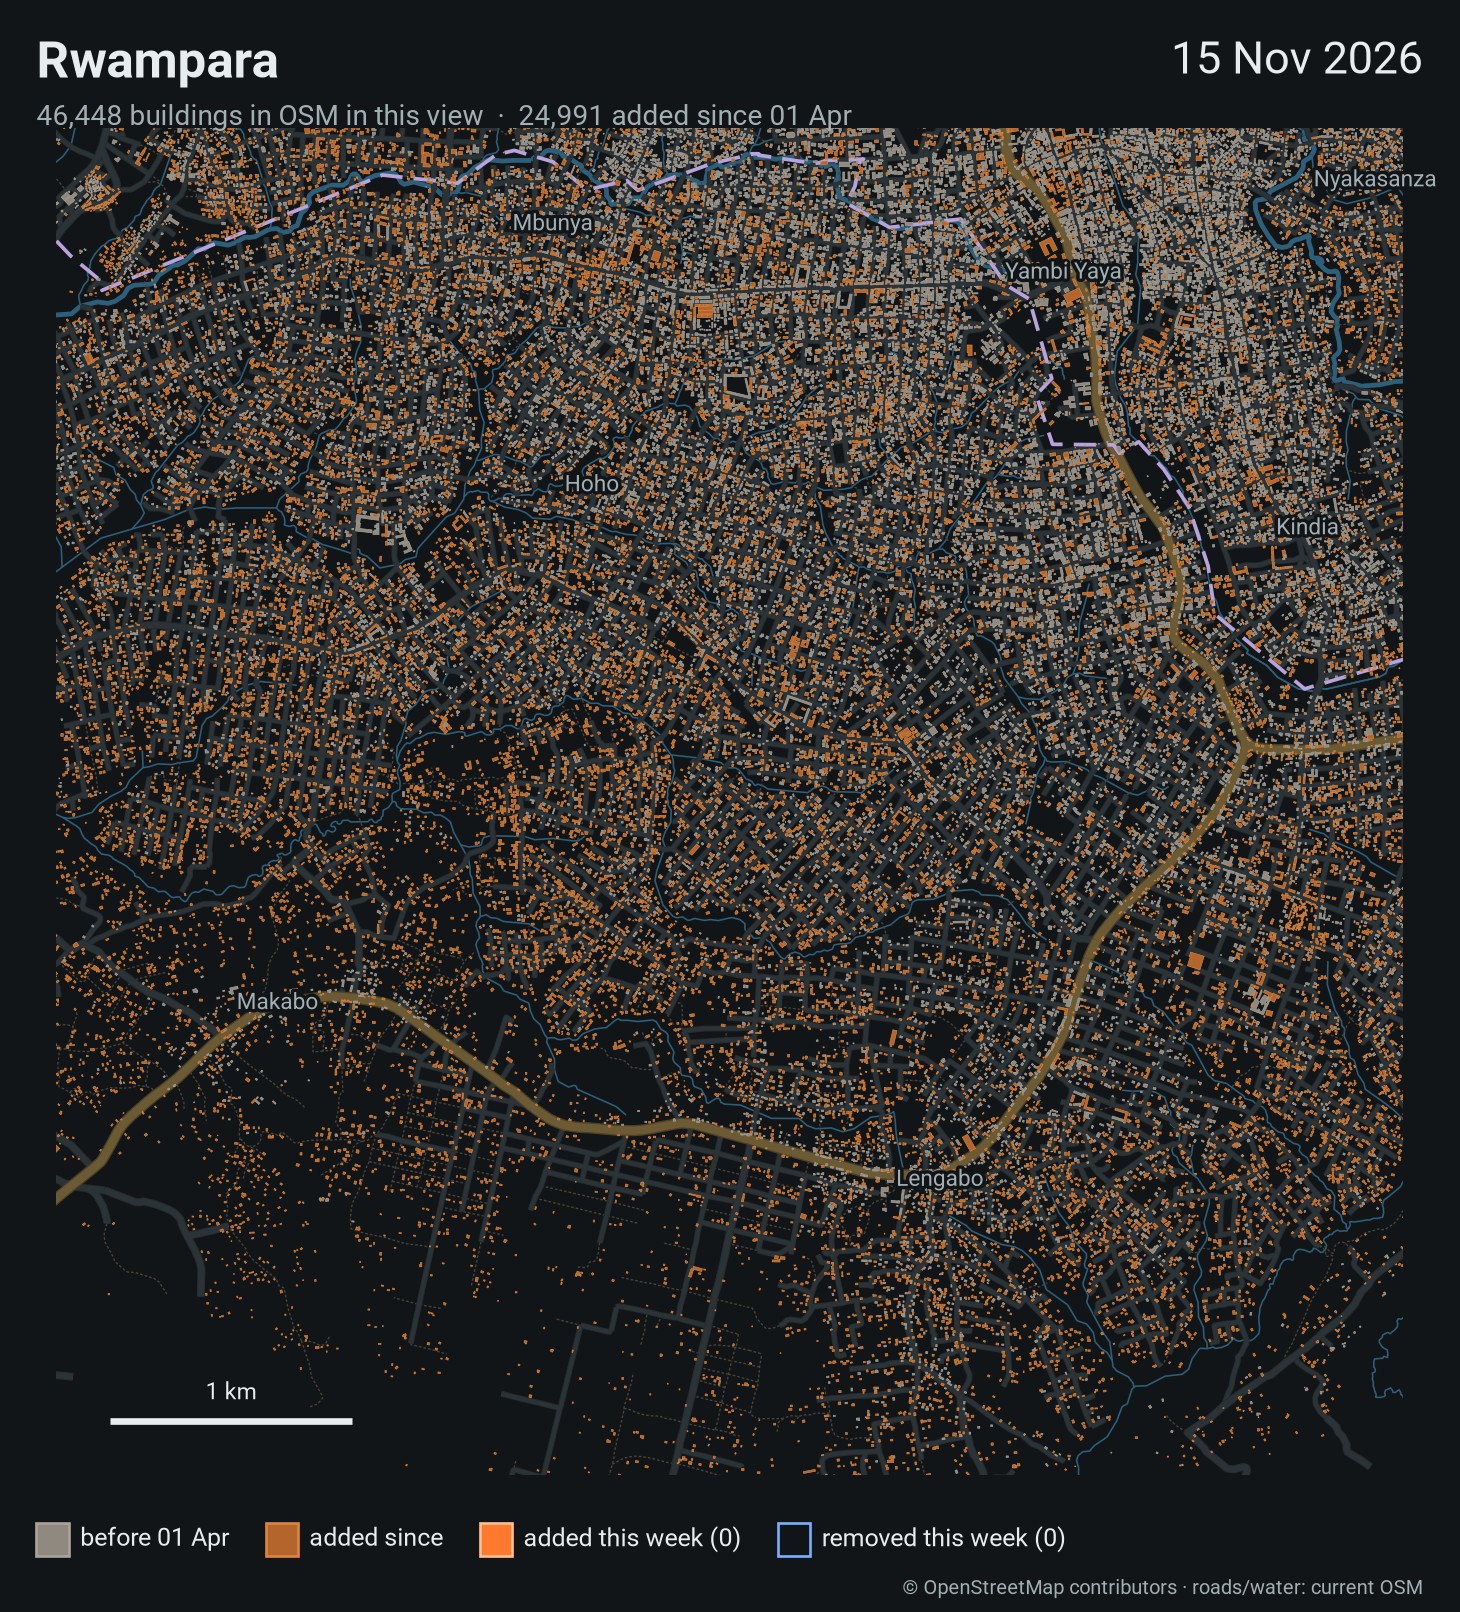 Rwampara
15 Nov 2026
46,448 buildings in OSM in this view · 24,991 added since 01 Apr
Nyakasanza
Mbunya
Yambi Yaya
Hoho
Kindia
Makabo
Lengabo
1 km
before 01 Apr
added since
added this week (0)
removed this week (0)
© OpenStreetMap contributors · roads/water: current OSM